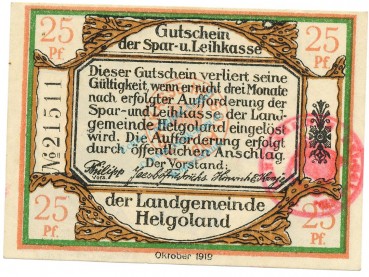 25 Pf. Gutschein 25 Pf.
der Spar- u. Leihkasse
Dieser Gutschein verliert seine
Gültigkeit, wenn er nicht drei Monate
nach erfolgter Aufforderung der
Spar- und Leihkasse der Land-
gemeinde Helgoland eingelöst
wird. Die Aufforderung erfolgt
durch öffentlichen Anschlag.
Der Vorstand:
Philipp
Vors.
№ 21511
25 Pf. der Landgemeinde 25 Pf.
Helgoland
Oktober 1919